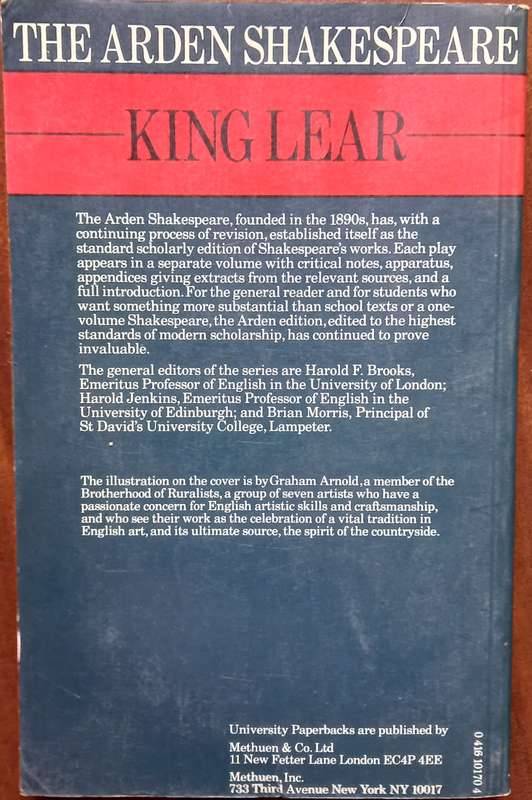 THE ARDEN SHAKESPEARE
KING LEAR
The Arden Shakespeare, founded in the 1890s, has, with a
continuing process of revision, established itself as the
standard scholarly edition of Shakespeare's works. Each play
appears in a separate volume with critical notes, apparatus,
appendices giving extracts from the relevant sources, and a
full introduction. For the general reader and for students who
want something more substantial than school texts or a one-
volume Shakespeare, the Arden edition, edited to the highest
standards of modern scholarship, has continued to prove
invaluable.
The general editors of the series are Harold F. Brooks,
Emeritus Professor of English in the University of London;
Harold Jenkins, Emeritus Professor of English in the
University of Edinburgh; and Brian Morris, Principal of
St David's University College, Lampeter.
The illustration on the cover is by Graham Arnold, a member of the
Brotherhood of Ruralists, a group of seven artists who have a
passionate concern for English artistic skills and craftsmanship,
and who see their work as the celebration of a vital tradition in
English art, and its ultimate source, the spirit of the countryside.
University Paperbacks are published by
Methuen & Co. Ltd
11 New Fetter Lane London EC4P 4EE
Methuen, Inc.
733 Third Avenue New York NY 10017
0 416 10170 4